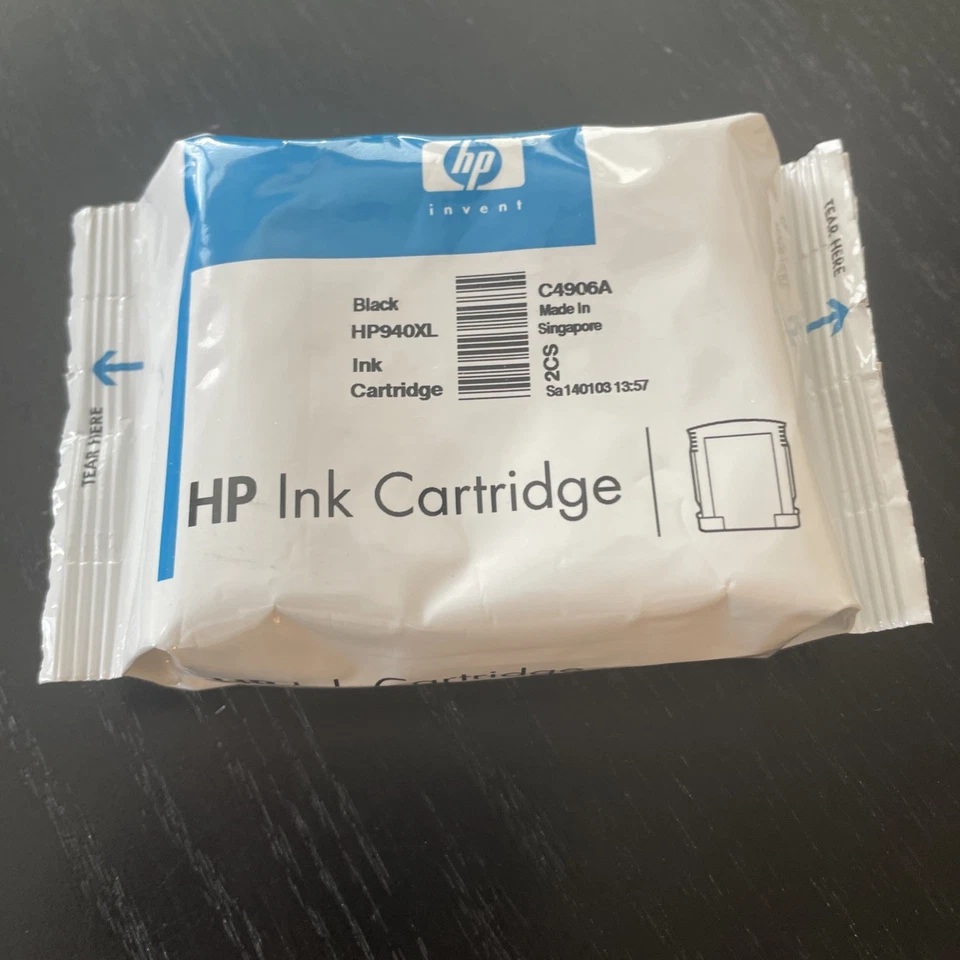 hp
invent
Black
HP940XL
Ink
Cartridge
C4906A
Made In
Singapore
2CS
Sa140103 13:57
TEAR HERE
TEAR HERE
HP Ink Cartridge
Cartridge